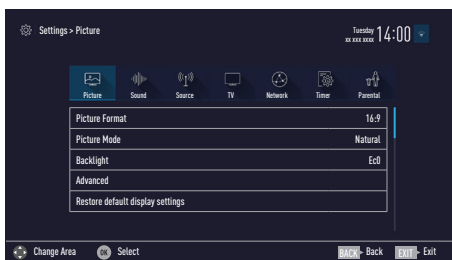 Settings > Picture
Tuesday
xx xxx xxxx
14:00
Picture Sound Source TV Network Timer Parental
Picture Format 16:9
Picture Mode Natural
Backlight Eco
Advanced
Restore default display settings
Change Area OK Select BACK Back EXIT Exit